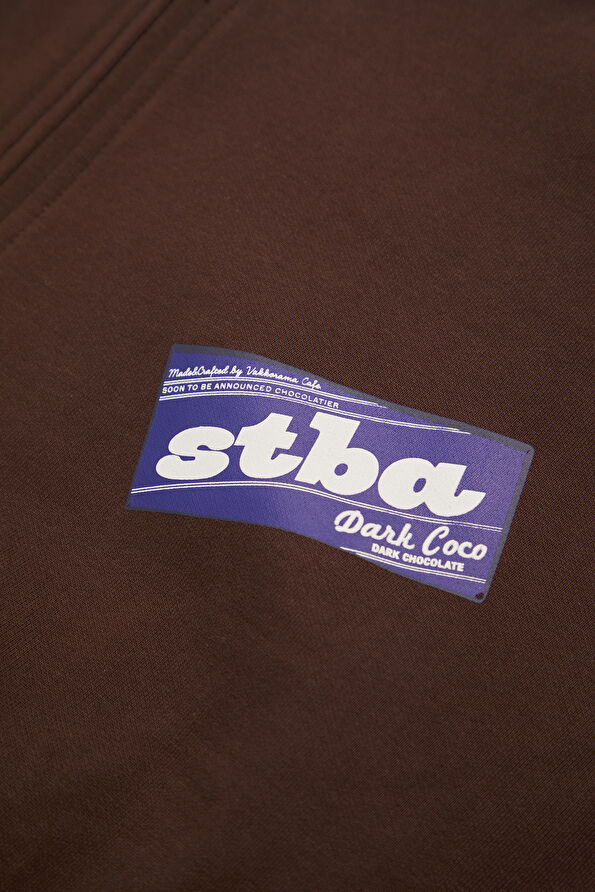 Made&Crafted by Vakkorama Cafe
SOON TO BE ANNOUNCED CHOCOLATIER
stba
Dark Coco
DARK CHOCOLATE